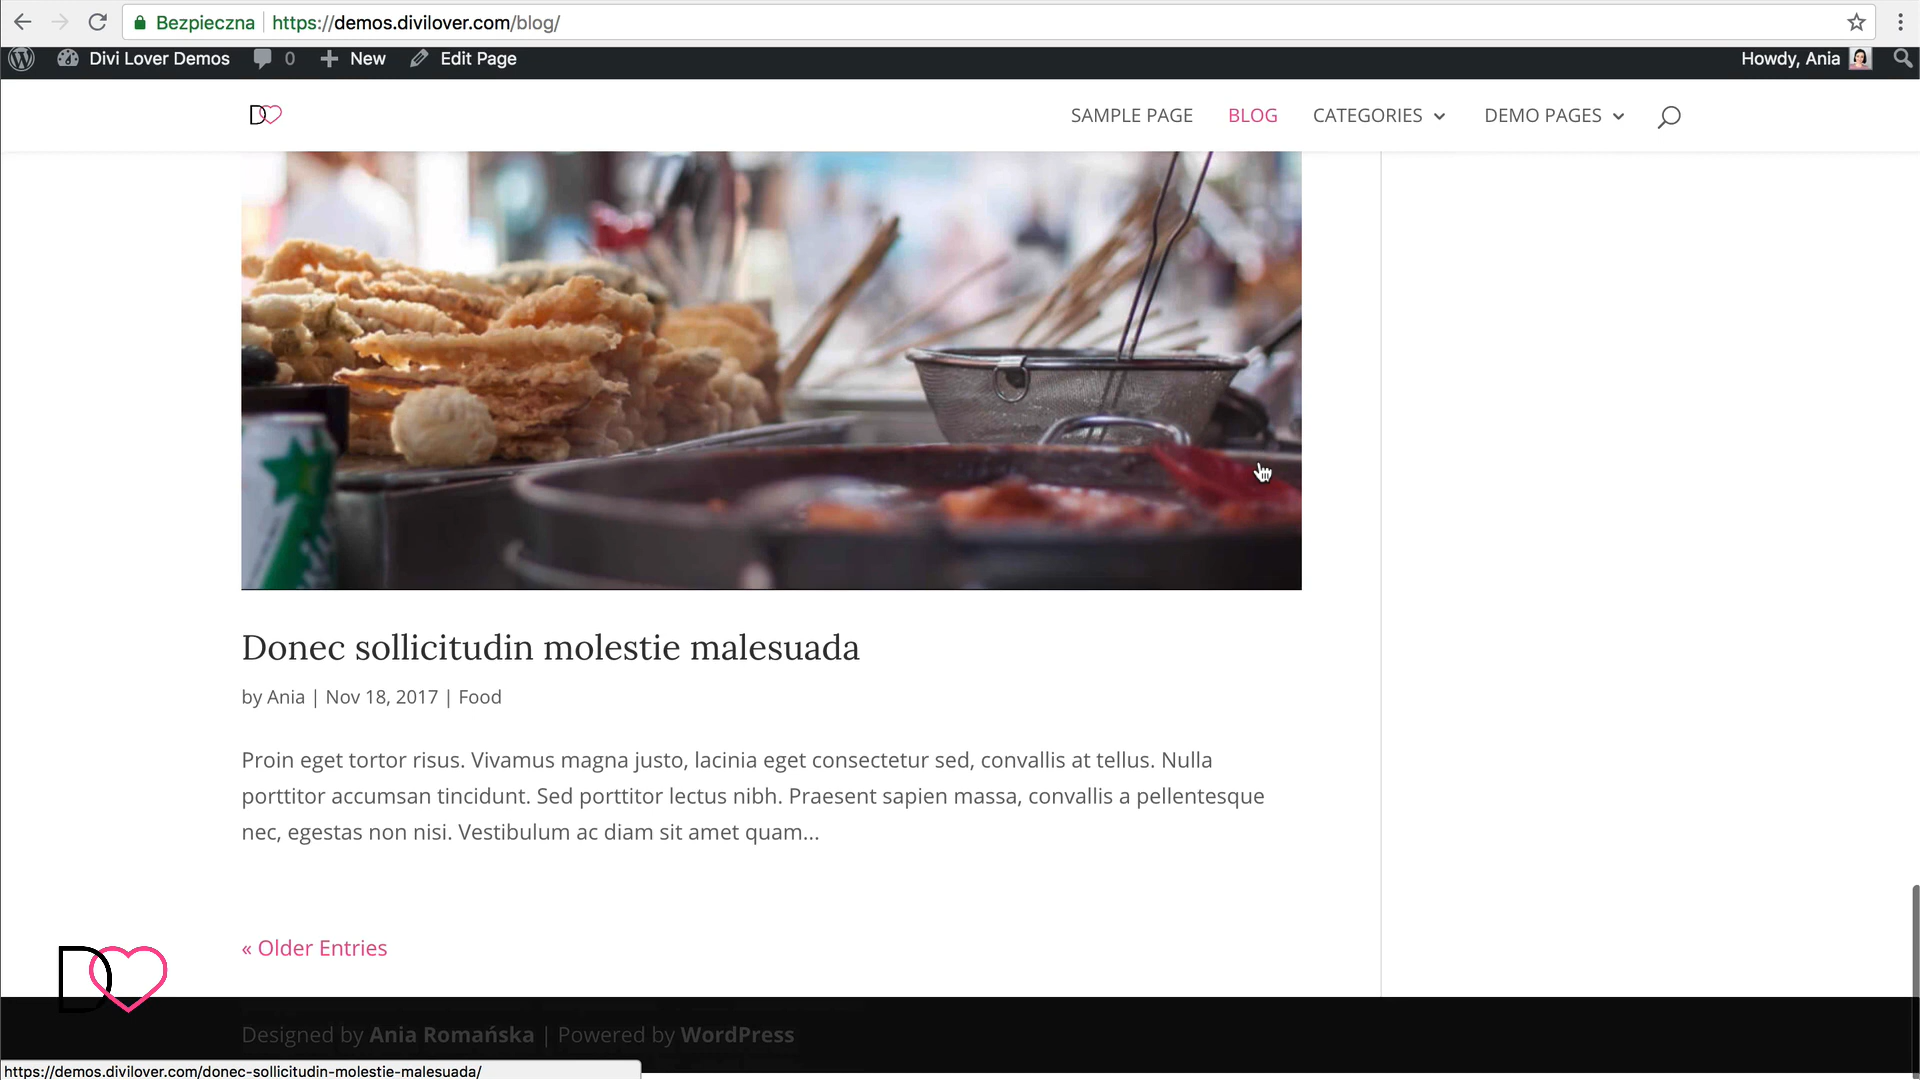 Bezpieczna https://demos.divilover.com/blog/
Divi Lover Demos 0 New Edit Page Howdy, Ania
D SAMPLE PAGE BLOG CATEGORIES DEMO PAGES
Donec sollicitudin molestie malesuada
by Ania | Nov 18, 2017 | Food
Proin eget tortor risus. Vivamus magna justo, lacinia eget consectetur sed, convallis at tellus. Nulla
porttitor accumsan tincidunt. Sed porttitor lectus nibh. Praesent sapien massa, convallis a pellentesque
nec, egestas non nisi. Vestibulum ac diam sit amet quam...
« Older Entries
D
Designed by Ania Romańska | Powered by WordPress
https://demos.divilover.com/donec-sollicitudin-molestie-malesuada/